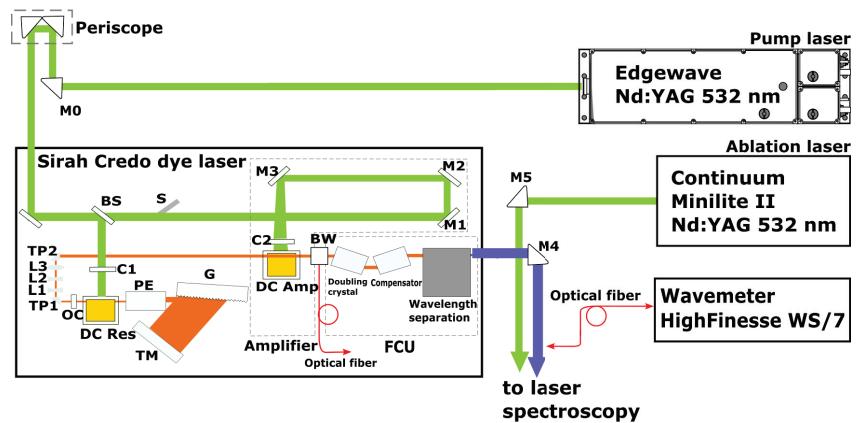 Periscope
Pump laser
Edgewave
Nd:YAG 532 nm
M0
Ablation laser
Sirah Credo dye laser
M3
M2
M5
Continuum
Minilite II
Nd:YAG 532 nm
BS
S
M1
C2
BW
M4
TP2
L3
L2
L1
TP1
C1
PE
G
OC
DC Res
TM
DC Amp
Doubling
crystal
Compensator
Wavelength
separation
Optical fiber
Wavemeter
HighFinesse WS/7
Amplifier
FCU
Optical fiber
to laser
spectroscopy